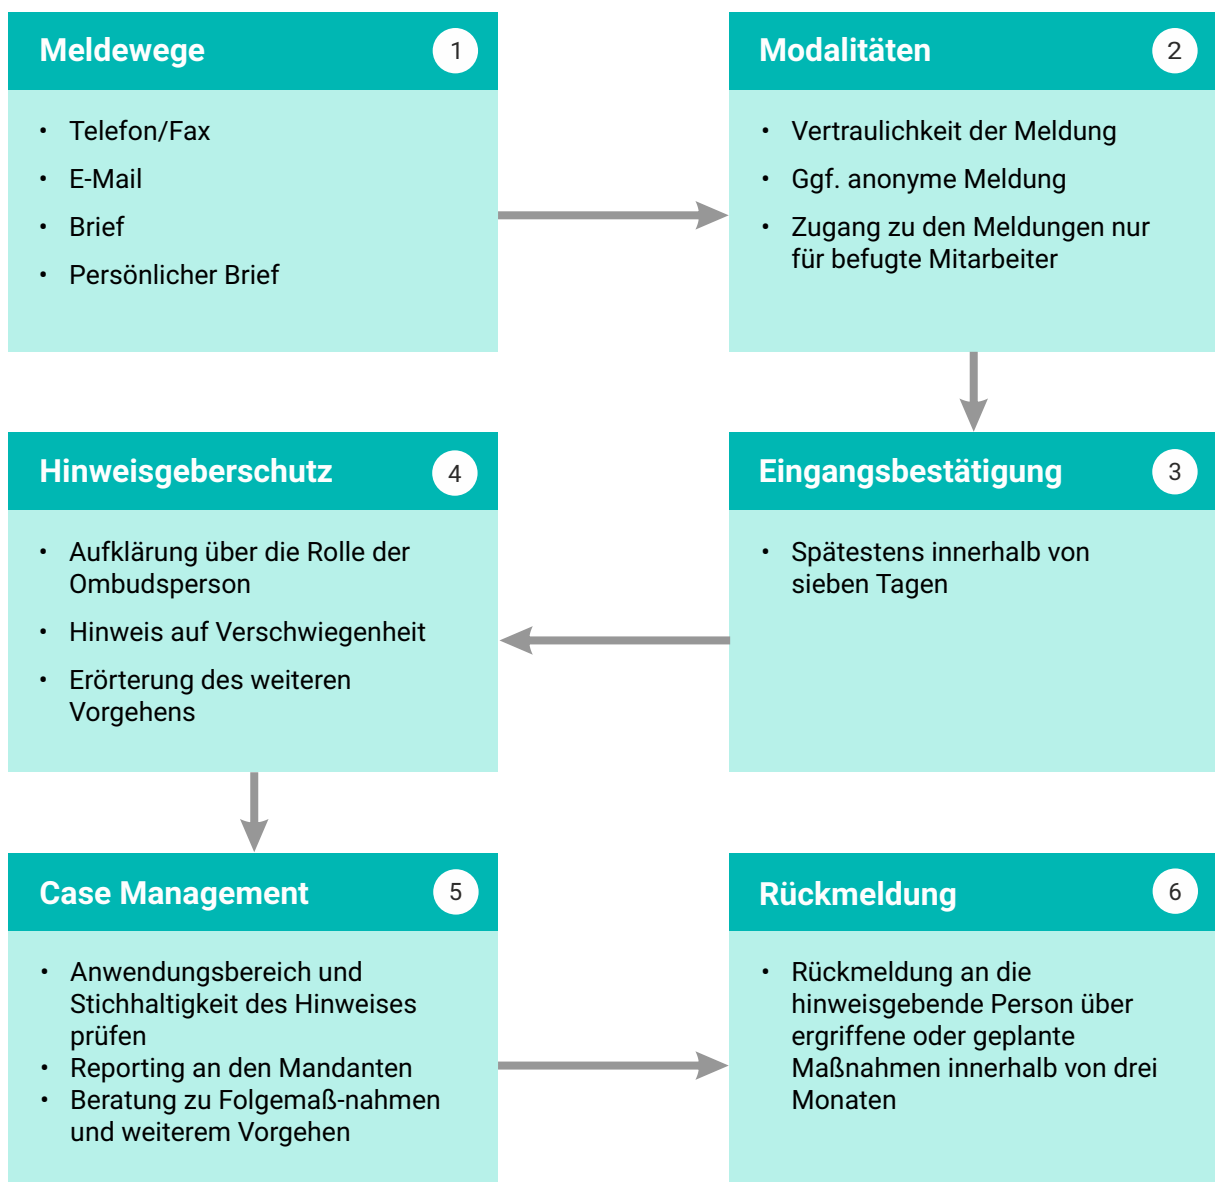 Meldewege
1
• Telefon/Fax
• E-Mail
• Brief
• Persönlicher Brief
Modalitäten
2
• Vertraulichkeit der Meldung
• Ggf. anonyme Meldung
• Zugang zu den Meldungen nur
für befugte Mitarbeiter
Eingangsbestätigung
3
• Spätestens innerhalb von
sieben Tagen
Hinweisgeberschutz
4
• Aufklärung über die Rolle der
Ombudsperson
• Hinweis auf Verschwiegenheit
• Erörterung des weiteren
Vorgehens
Case Management
5
• Anwendungsbereich und
Stichhaltigkeit des Hinweises
prüfen
• Reporting an den Mandanten
• Beratung zu Folgemaß-nahmen
und weiterem Vorgehen
Rückmeldung
6
• Rückmeldung an die
hinweisgebende Person über
ergriffene oder geplante
Maßnahmen innerhalb von drei
Monaten